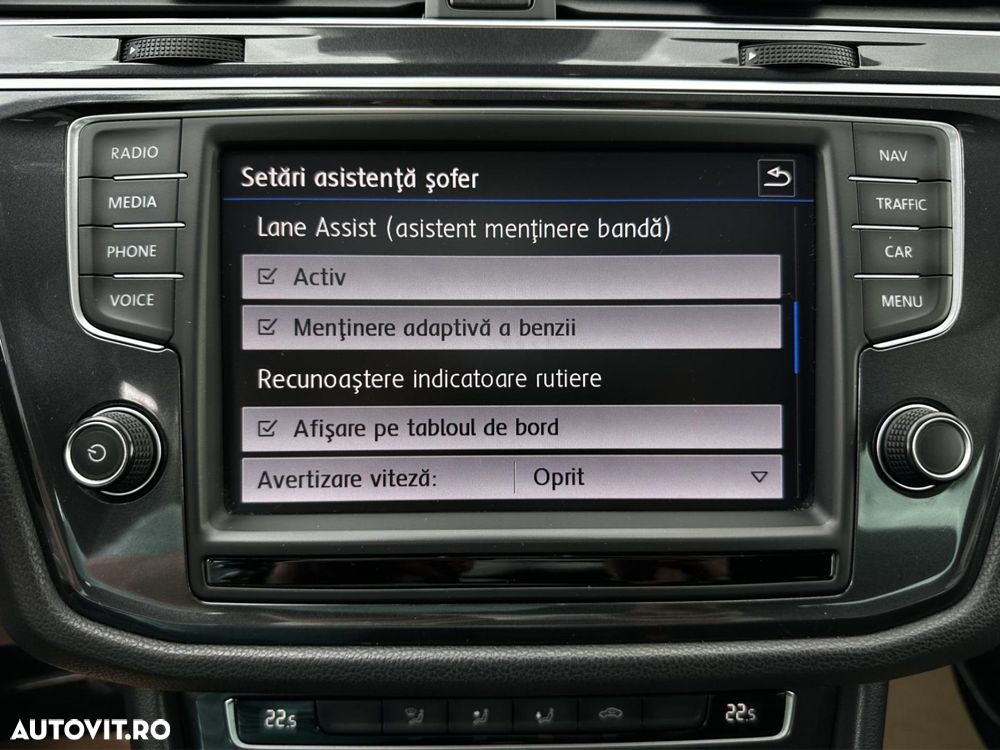 RADIO
MEDIA
PHONE
VOICE
Setări asistenţă şofer
Lane Assist (asistent menţinere bandă)
Activ
Menţinere adaptivă a benzii
Recunoaştere indicatoare rutiere
Afişare pe tabloul de bord
Avertizare viteză: Oprit
NAV
TRAFFIC
CAR
MENU
22.5
22.5
AUTOVIT.RO